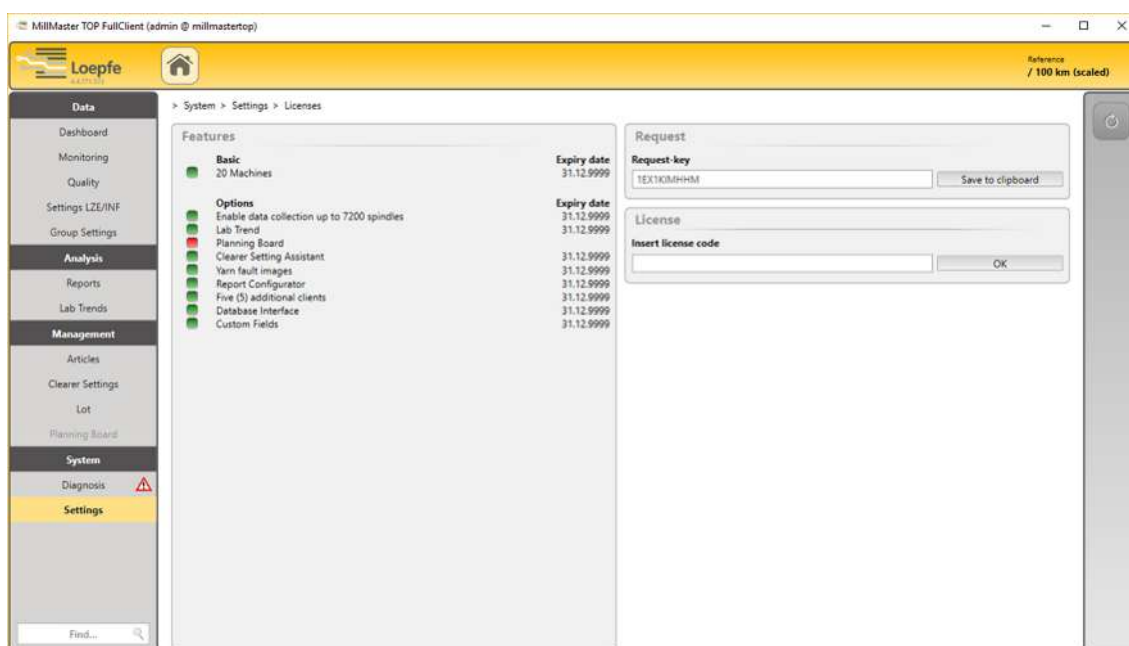 MillMaster TOP FullClient (admin @ millmastertop)
Loepfe
Reference
/ 100 km (scaled)
Data
Dashboard
Monitoring
Quality
Settings LZE/INF
Group Settings
Analysis
Reports
Lab Trends
Management
Articles
Clearer Settings
Lot
Planning Board
System
Diagnosis
Settings
Find...
> System > Settings > Licenses
Features
Basic Expiry date
20 Machines 31.12.9999
Options Expiry date
Enable data collection up to 7200 spindles 31.12.9999
Lab Trend 31.12.9999
Planning Board
Clearer Setting Assistant 31.12.9999
Yarn fault images 31.12.9999
Report Configurator 31.12.9999
Five (5) additional clients 31.12.9999
Database Interface 31.12.9999
Custom Fields 31.12.9999
Request
Request-key
Save to clipboard
License
Insert license code
OK